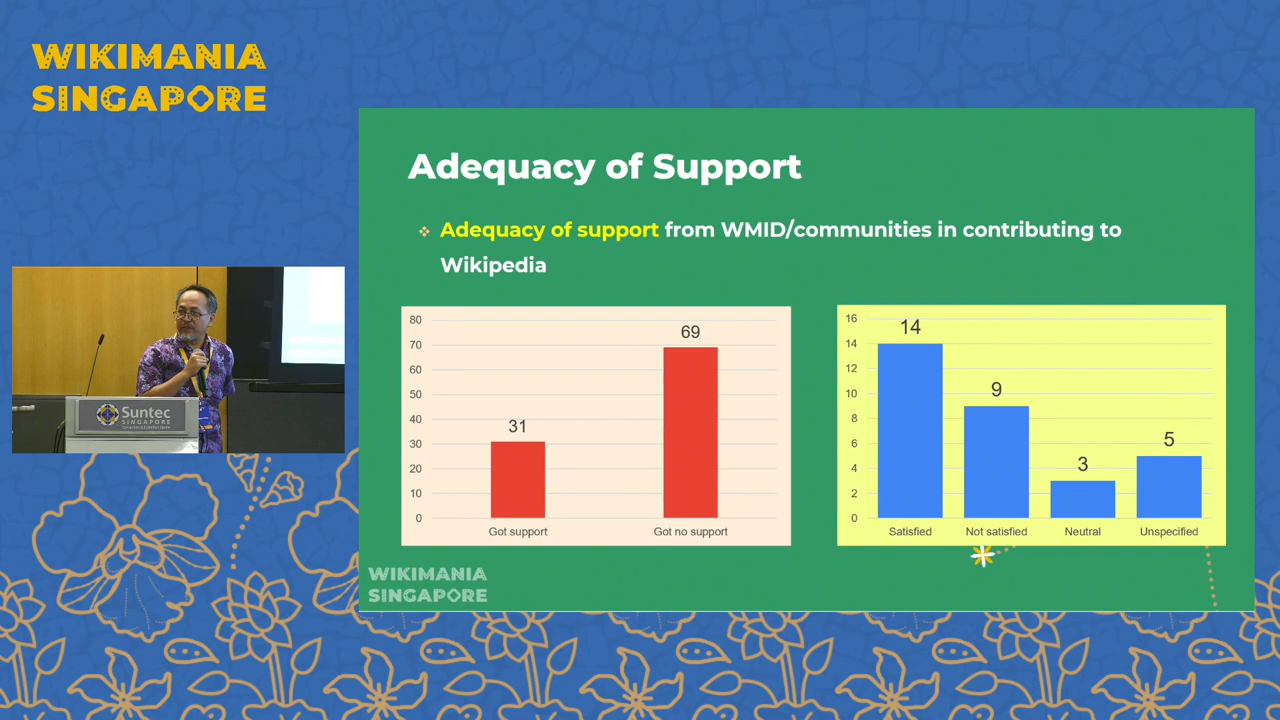 WIKIMANIA
SINGAPORE
Adequacy of Support
Adequacy of support from WMID/communities in contributing to
Wikipedia
80
70
60
50
40
30
20
10
0
31
69
Got support
Got no support
16
14
12
10
8
6
4
2
0
14
9
3
5
Satisfied
Not satisfied
Neutral
Unspecified
Suntec
SINGAPORE
WIKIMANIA
SINGAPORE